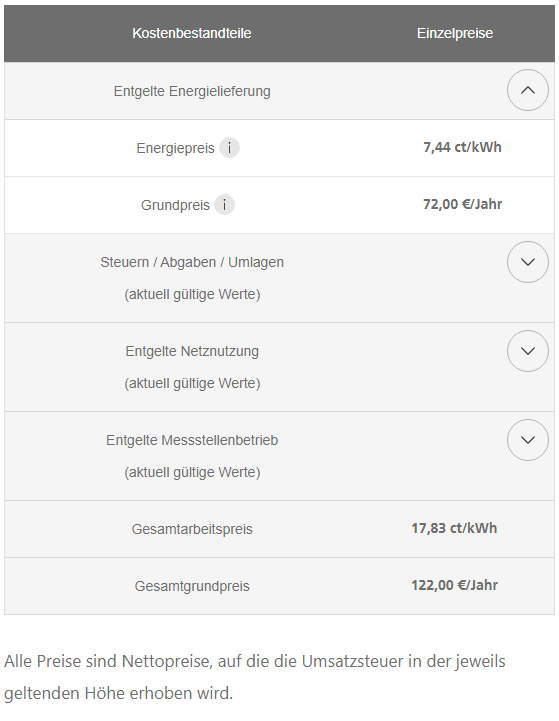 Kostenbestandteile Einzelpreise
Entgelte Energielieferung
Energiepreis i 7,44 ct/kWh
Grundpreis i 72,00 €/Jahr
Steuern / Abgaben / Umlagen
(aktuell gültige Werte)
Entgelte Netznutzung
(aktuell gültige Werte)
Entgelte Messstellenbetrieb
(aktuell gültige Werte)
Gesamtarbeitspreis 17,83 ct/kWh
Gesamtgrundpreis 122,00 €/Jahr
Alle Preise sind Nettopreise, auf die die Umsatzsteuer in der jeweils
geltenden Höhe erhoben wird.